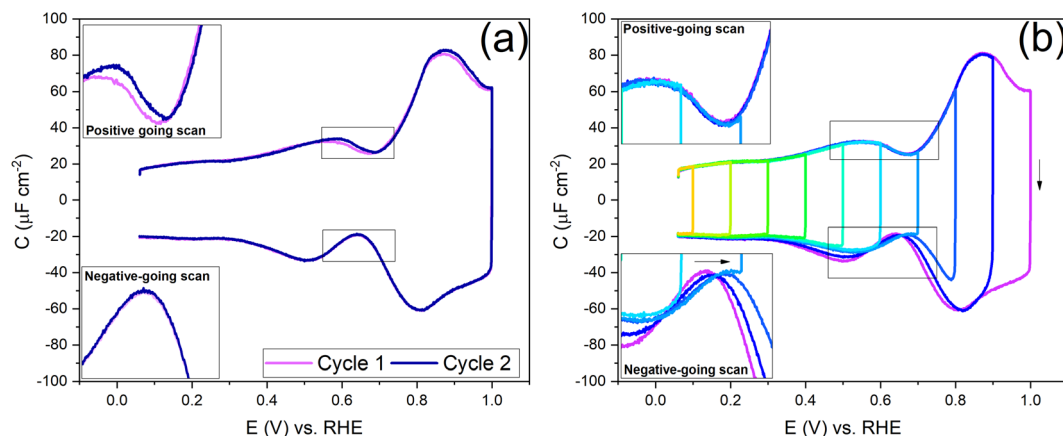 (a)
100
80
60
40
20
0
-20
-40
-60
-80
-100
C (μF cm-2)
Positive going scan
Negative-going scan
Cycle 1
Cycle 2
0.0 0.2 0.4 0.6 0.8 1.0
E (V) vs. RHE
(b)
100
80
60
40
20
0
-20
-40
-60
-80
-100
C (μF cm-2)
Positive-going scan
Negative-going scan
0.0 0.2 0.4 0.6 0.8 1.0
E (V) vs. RHE